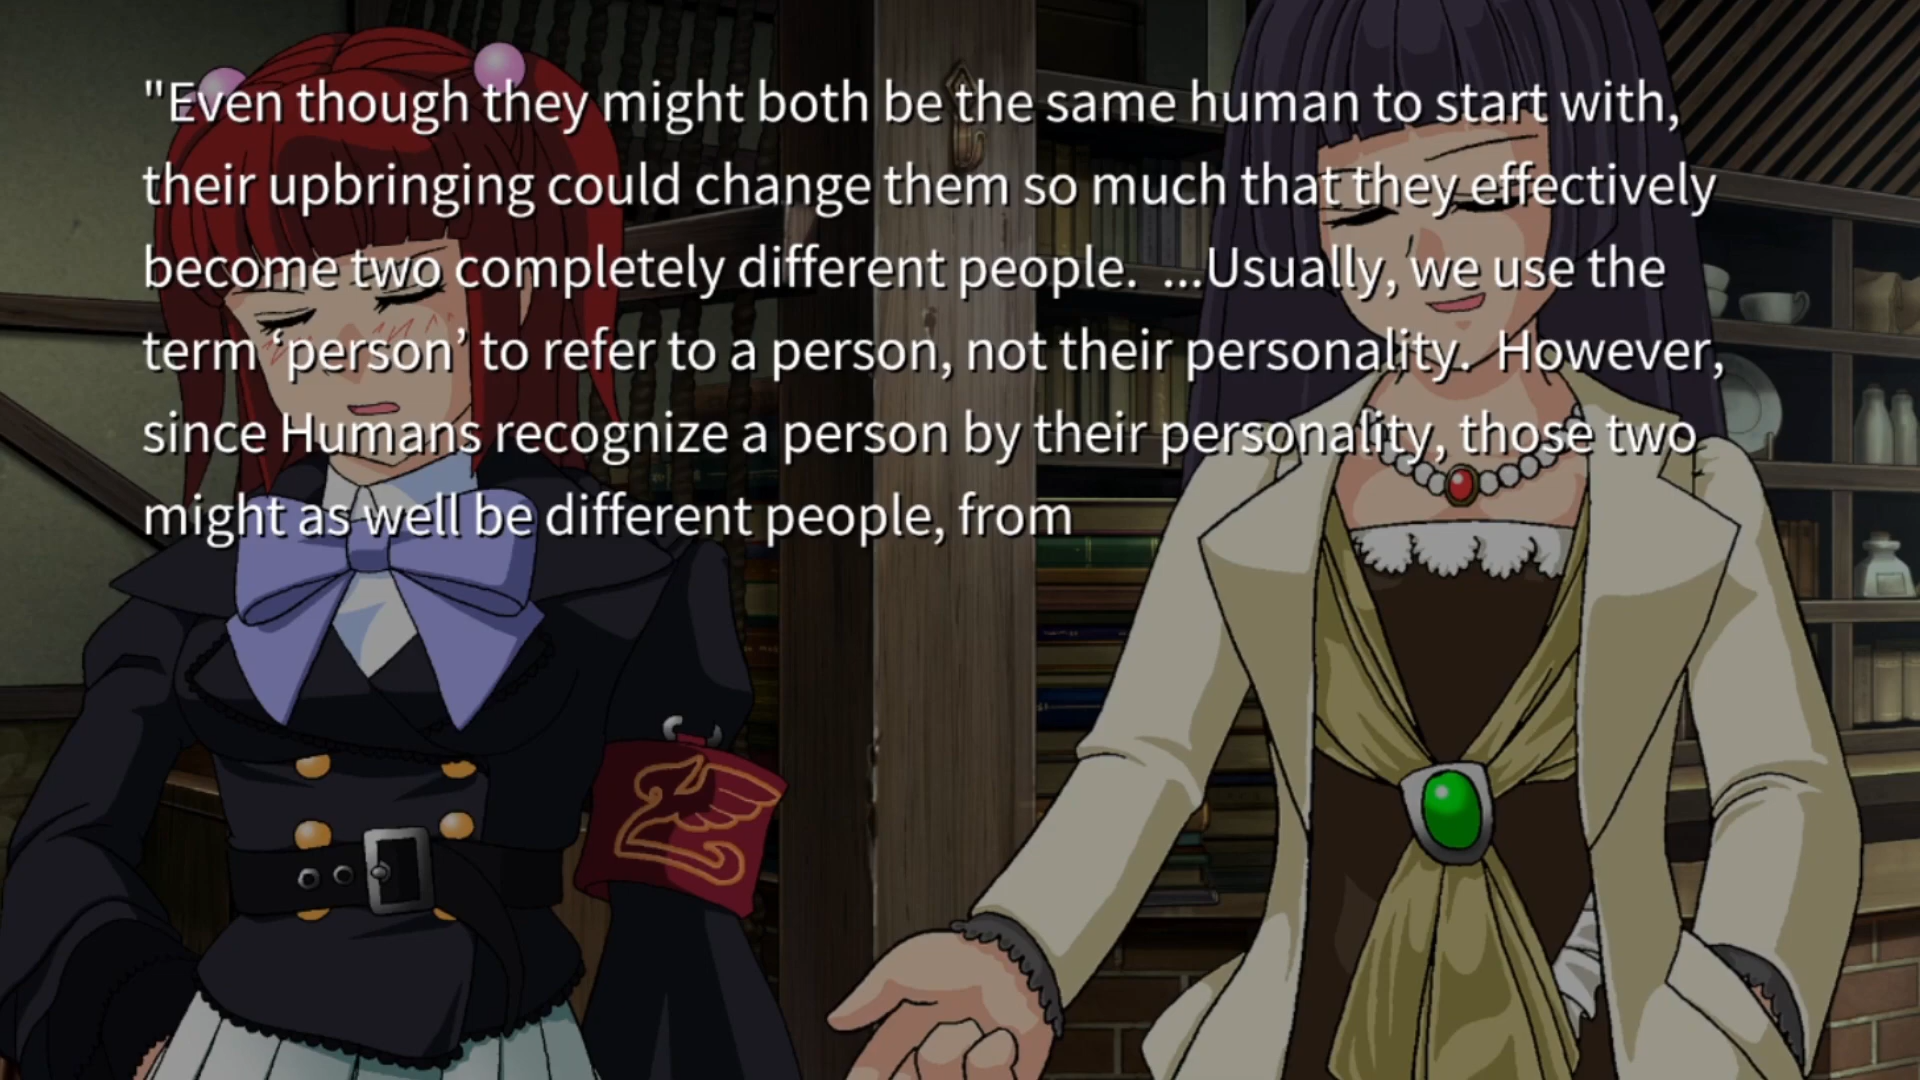 "Even though they might both be the same human to start with,
their upbringing could change them so much that they effectively
become two completely different people.  ...Usually, we use the
term ‘person’ to refer to a person, not their personality.  However,
since Humans recognize a person by their personality, those two
might as well be different people, from